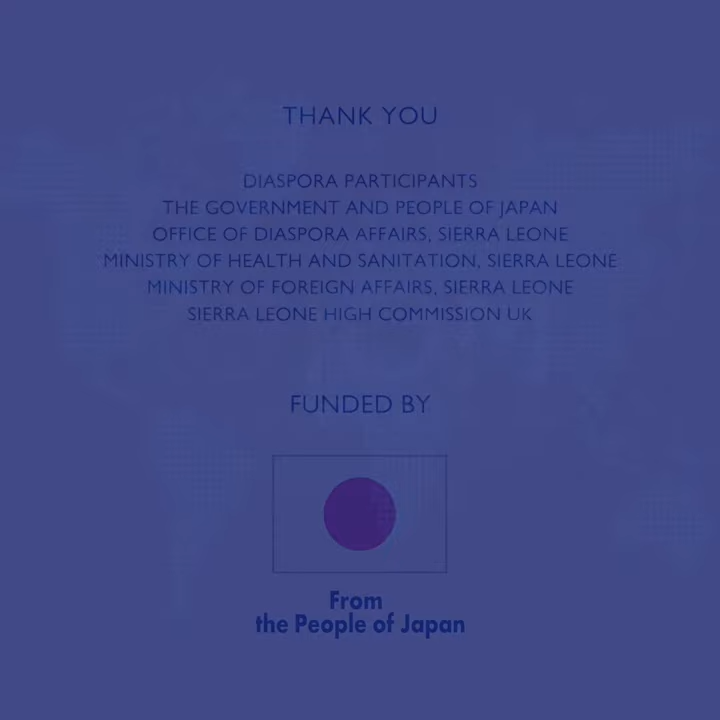 THANK YOU
DIASPORA PARTICIPANTS
THE GOVERNMENT AND PEOPLE OF JAPAN
OFFICE OF DIASPORA AFFAIRS, SIERRA LEONE
MINISTRY OF HEALTH AND SANITATION, SIERRA LEONE
MINISTRY OF FOREIGN AFFAIRS, SIERRA LEONE
SIERRA LEONE HIGH COMMISSION UK
FUNDED BY
From
the People of Japan